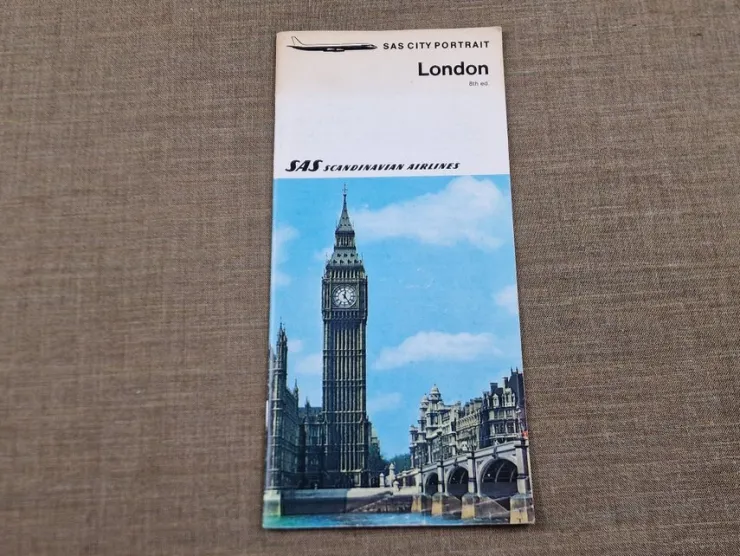 SAS CITY PORTRAIT
London
8th ed.
SAS SCANDINAVIAN AIRLINES